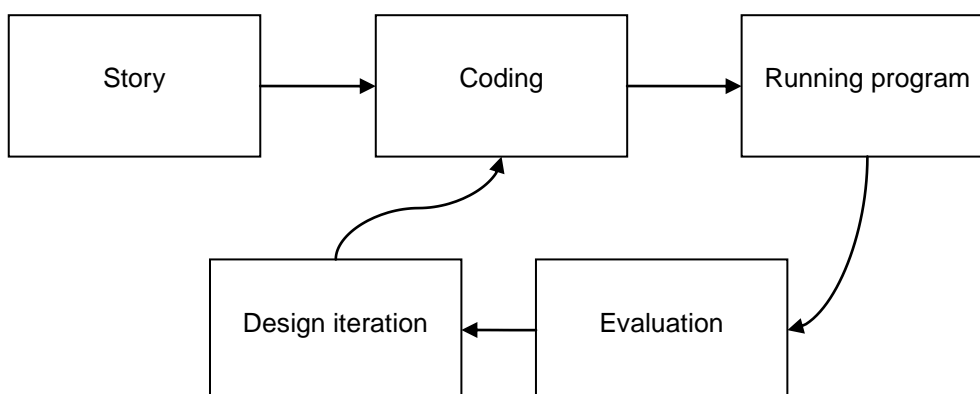 Story
Coding
Running program
Design iteration
Evaluation